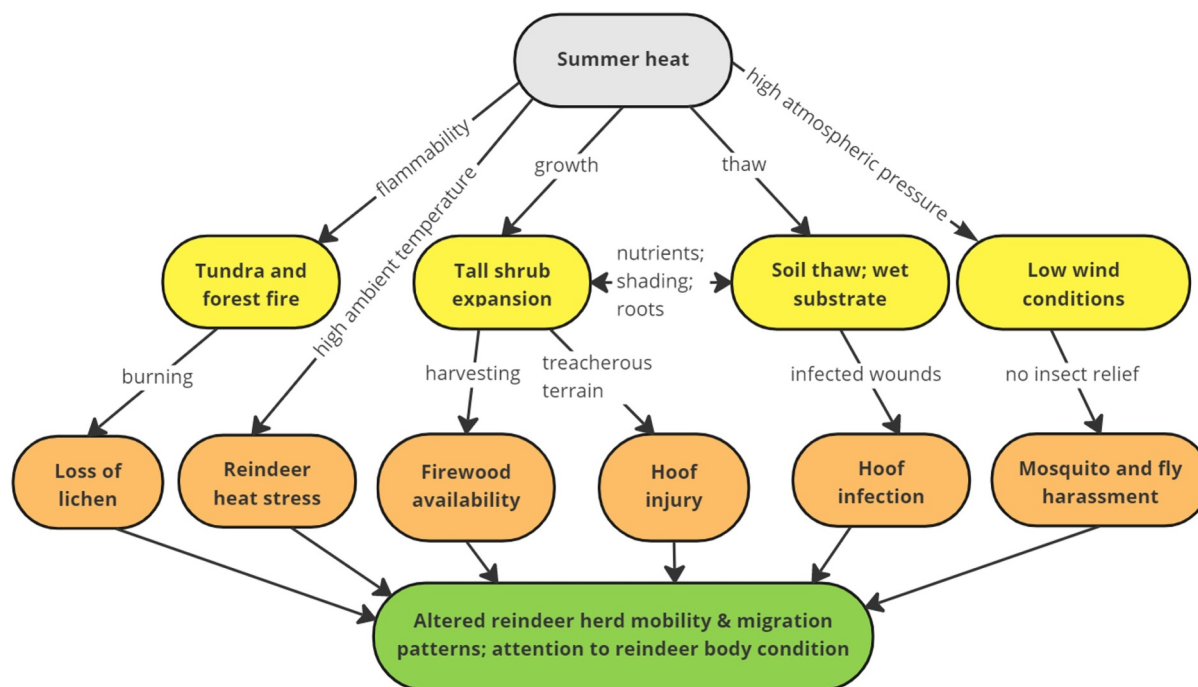 Summer heat
flammability
high ambient temperature
growth
thaw
high atmospheric pressure
Tundra and
forest fire
Tall shrub
expansion
nutrients;
shading;
roots
Soil thaw; wet
substrate
Low wind
conditions
burning
harvesting
treacherous
terrain
infected wounds
no insect relief
Loss of
lichen
Reindeer
heat stress
Firewood
availability
Hoof
injury
Hoof
infection
Mosquito and fly
harassment
Altered reindeer herd mobility & migration
patterns; attention to reindeer body condition